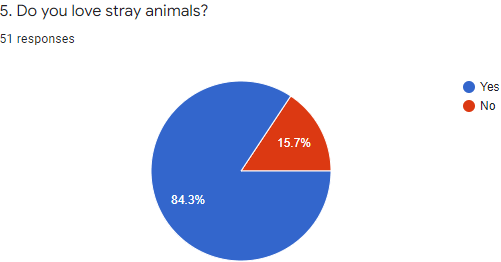 5. Do you love stray animals?
51 responses
Yes
No
15.7%
84.3%